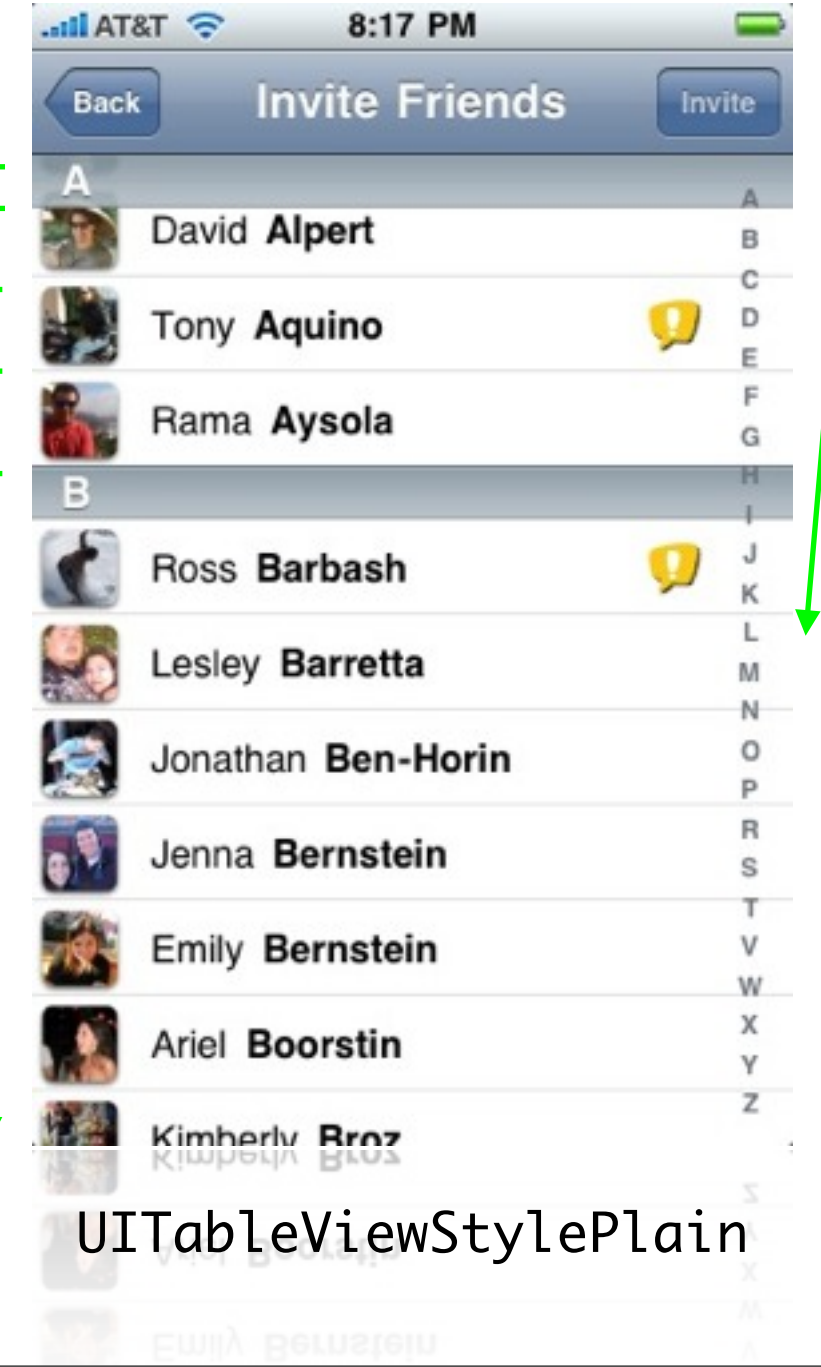 AT&T 8:17 PM
Back Invite Friends Invite
A
David Alpert
Tony Aquino
Rama Aysola
B
Ross Barbash
Lesley Barretta
Jonathan Ben-Horin
Jenna Bernstein
Emily Bernstein
Ariel Boorstin
Kimberly Broz
A
B
C
D
E
F
G
H
I
J
K
L
M
N
O
P
R
S
T
V
W
X
Y
Z
UITableViewStylePlain